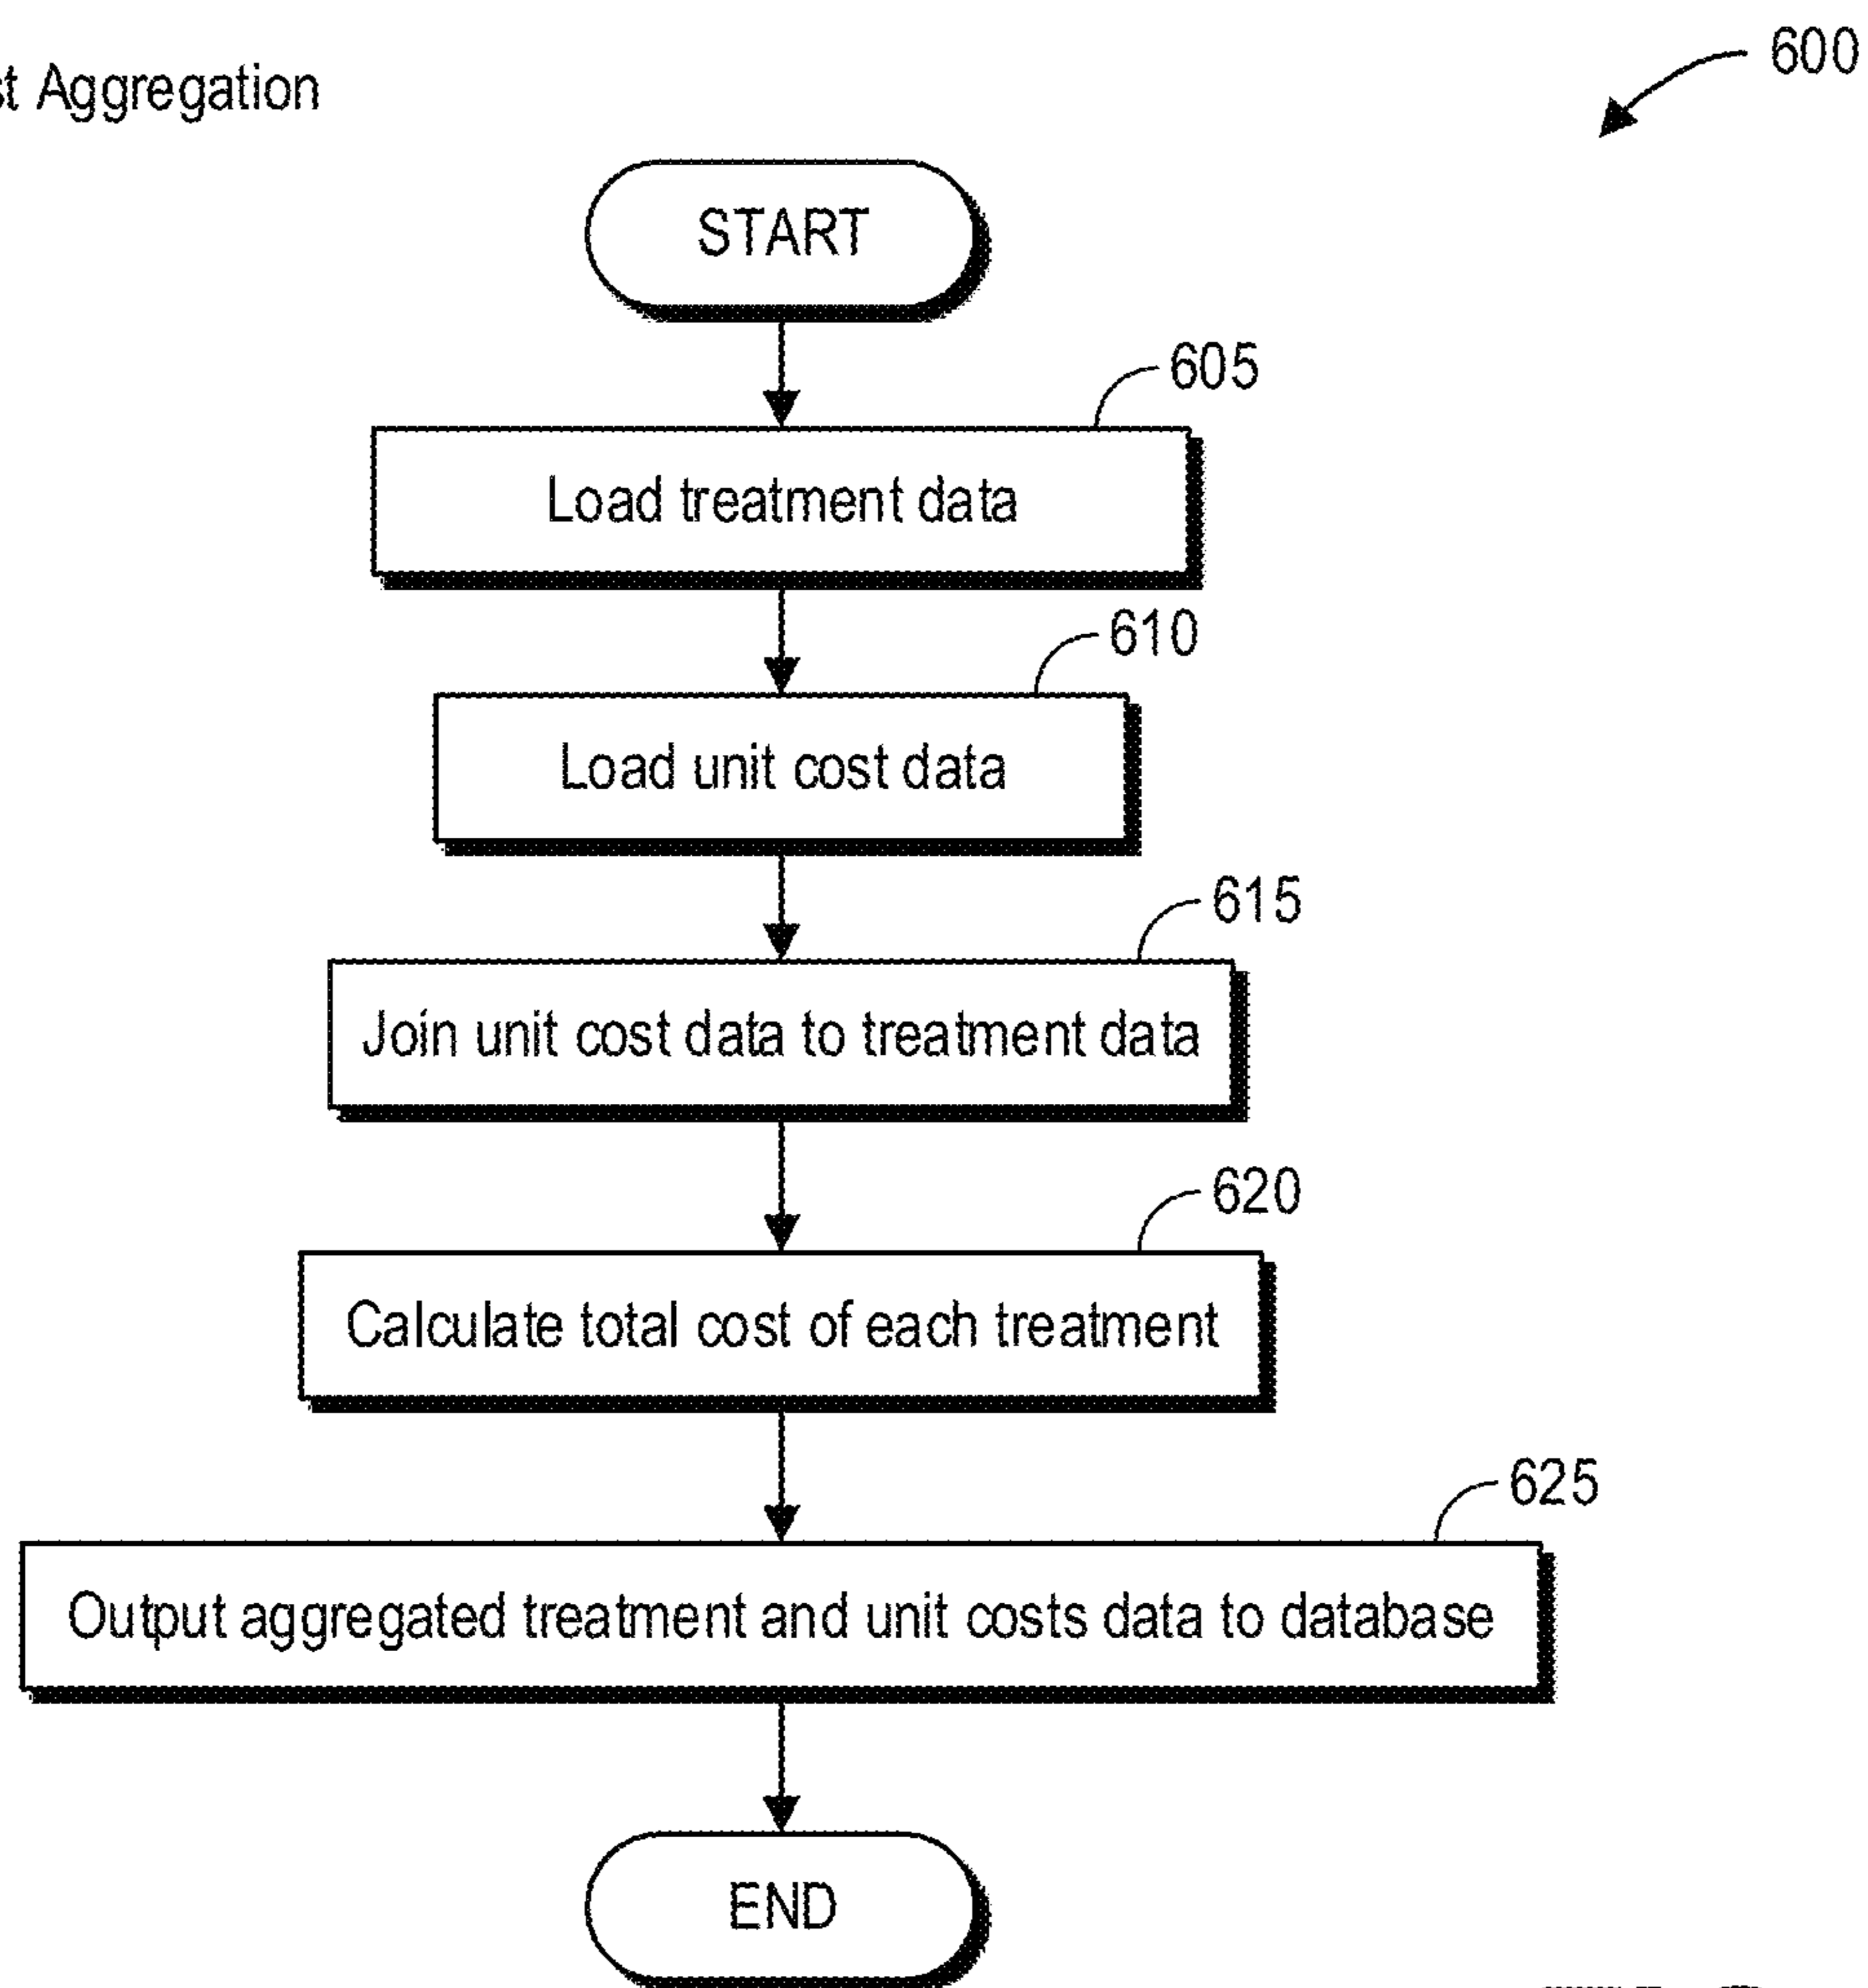 Aggregation
600
START
605
Load treatment data
610
Load unit cost data
615
Join unit cost data to treatment data
620
Calculate total cost of each treatment
625
Output aggregated treatment and unit costs data to database
END